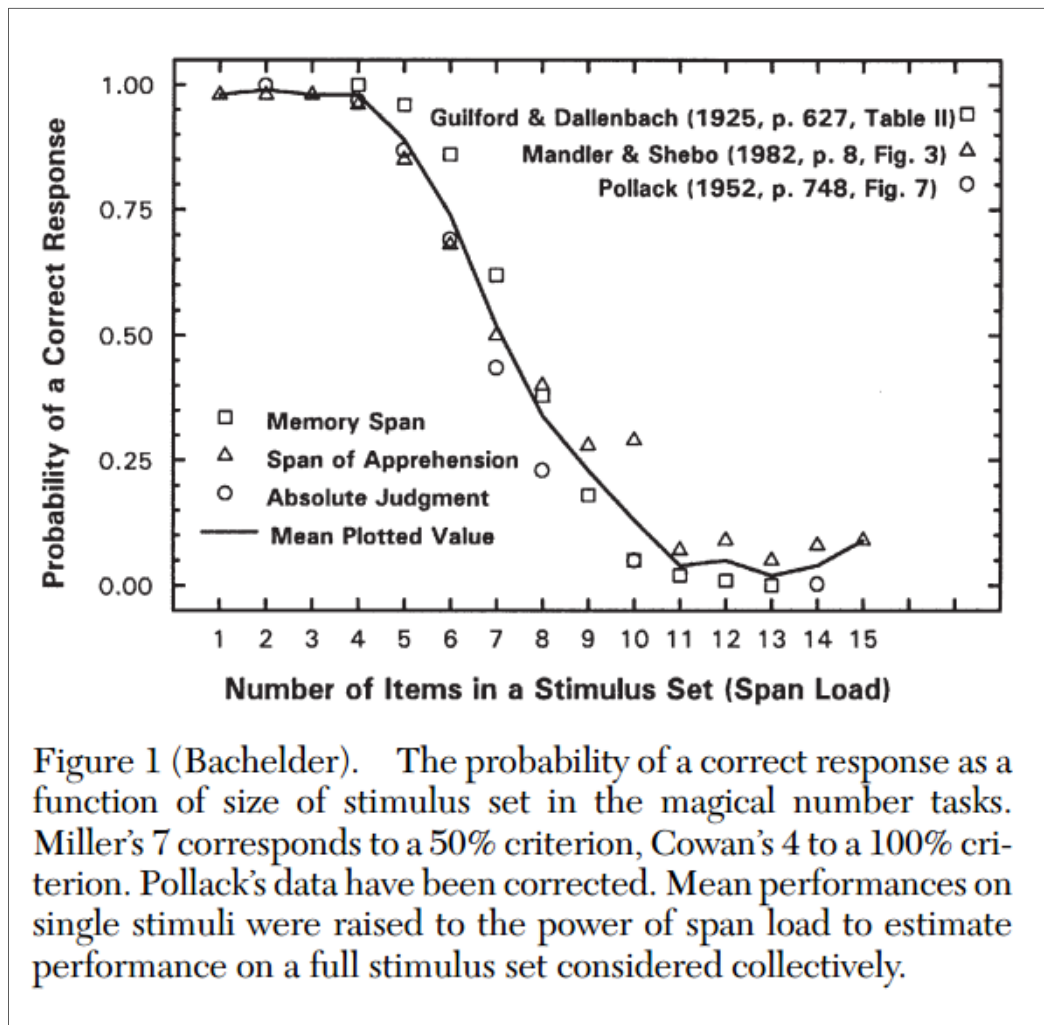 1.00
0.75
0.50
0.25
0.00
Probability of a Correct Response
Guilford & Dallenbach (1925, p. 627, Table II)
Mandler & Shebo (1982, p. 8, Fig. 3)
Pollack (1952, p. 748, Fig. 7)
Memory Span
Span of Apprehension
Absolute Judgment
Mean Plotted Value
1 2 3 4 5 6 7 8 9 10 11 12 13 14 15
Number of Items in a Stimulus Set (Span Load)
Figure 1 (Bachelder). The probability of a correct response as a
function of size of stimulus set in the magical number tasks.
Miller's 7 corresponds to a 50% criterion, Cowan's 4 to a 100% cri-
terion. Pollack's data have been corrected. Mean performances on
single stimuli were raised to the power of span load to estimate
performance on a full stimulus set considered collectively.